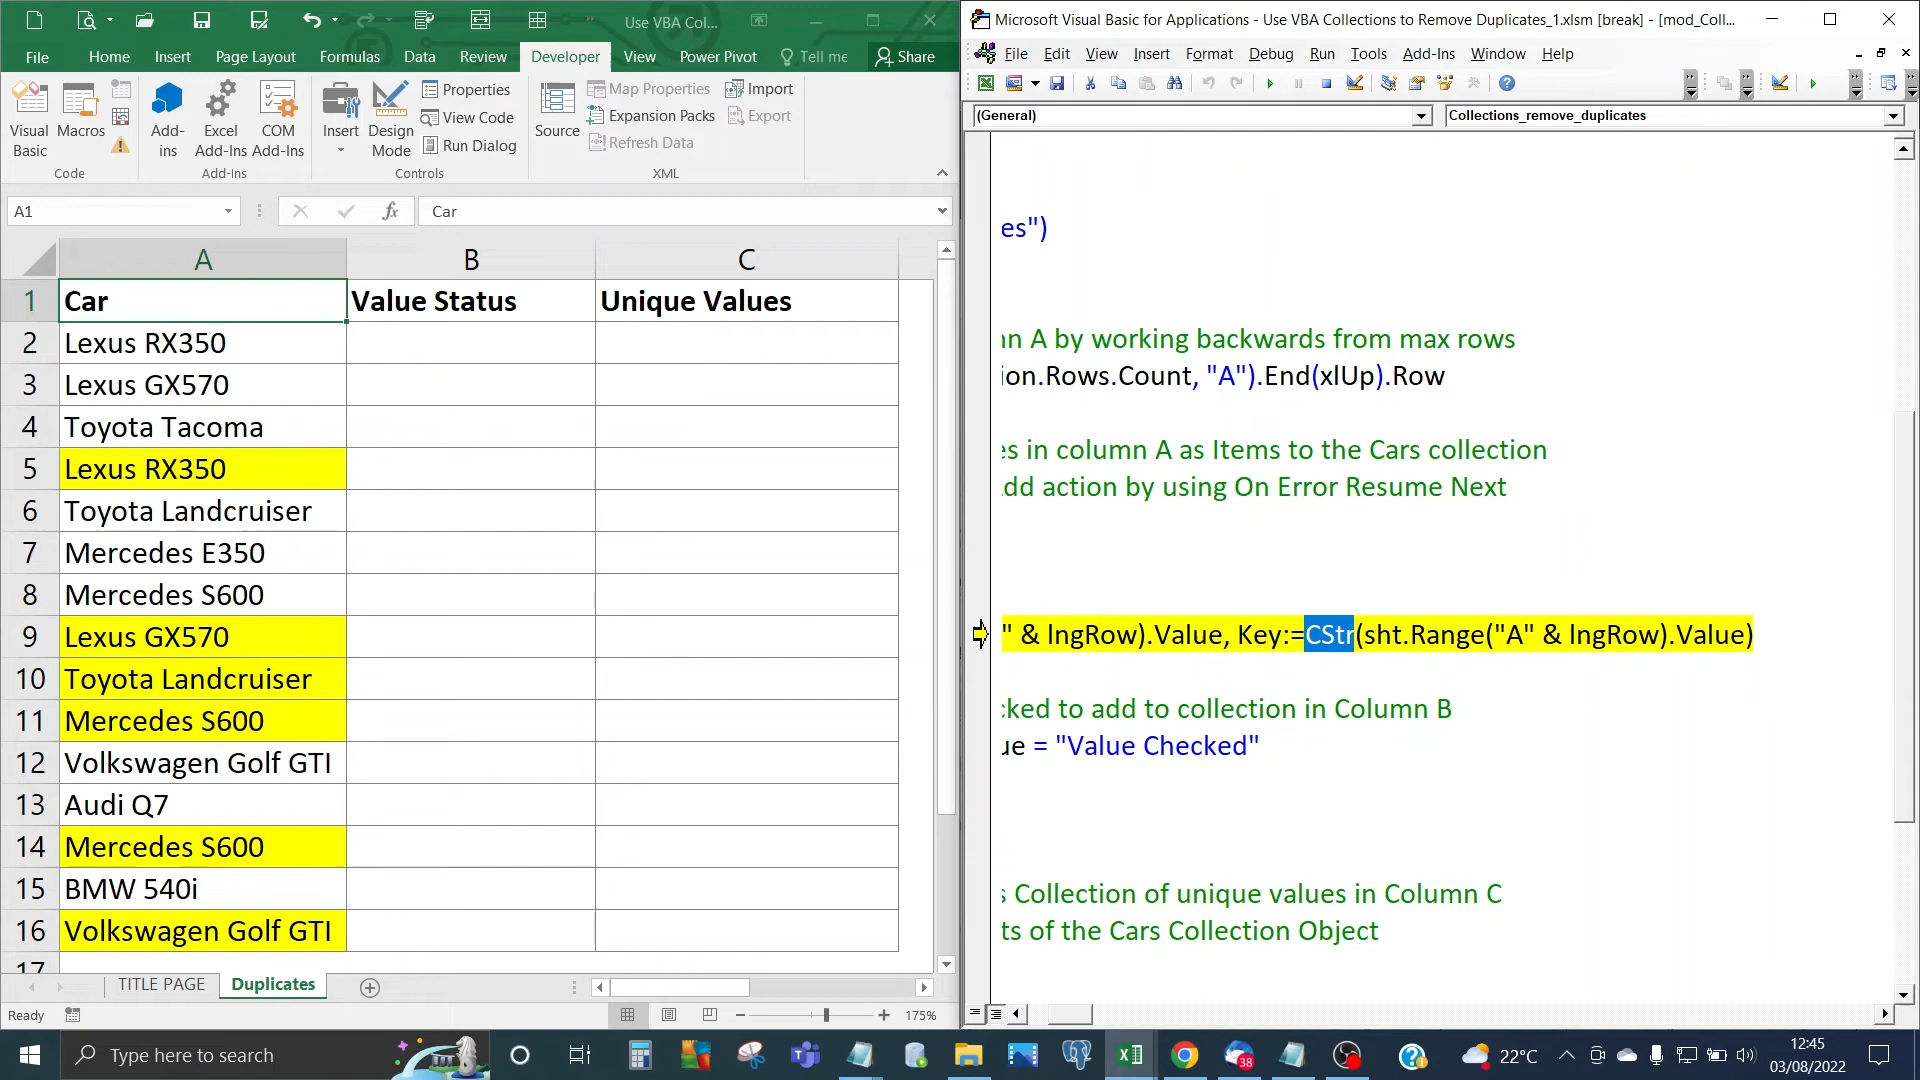 Use VBA Col...
File
Home
Insert
Page Layout
Formulas
Data
Review
Developer
View
Power Pivot
Tell me
Share
Visual Basic
Macros
Code
Add-ins
Excel Add-Ins
COM Add-Ins
Add-Ins
Insert
Design Mode
Properties
View Code
Run Dialog
Controls
Source
Map Properties
Expansion Packs
Refresh Data
Import
Export
XML
A1
fx
Car
A B C
1 Car Value Status Unique Values
2 Lexus RX350
3 Lexus GX570
4 Toyota Tacoma
5 Lexus RX350
6 Toyota Landcruiser
7 Mercedes E350
8 Mercedes S600
9 Lexus GX570
10 Toyota Landcruiser
11 Mercedes S600
12 Volkswagen Golf GTI
13 Audi Q7
14 Mercedes S600
15 BMW 540i
16 Volkswagen Golf GTI
17
TITLE PAGE
Duplicates
Ready
175%
Microsoft Visual Basic for Applications - Use VBA Collections to Remove Duplicates_1.xlsm [break] - [mod_Coll...
File Edit View Insert Format Debug Run Tools Add-Ins Window Help
(General)
Collections_remove_duplicates
es")
n A by working backwards from max rows
ion.Rows.Count, "A").End(xlUp).Row
es in column A as Items to the Cars collection
dd action by using On Error Resume Next
" & lngRow).Value, Key:=CStr(sht.Range("A" & lngRow).Value)
cked to add to collection in Column B
ue = "Value Checked"
s Collection of unique values in Column C
ts of the Cars Collection Object
Type here to search
38
22°C
12:45
03/08/2022